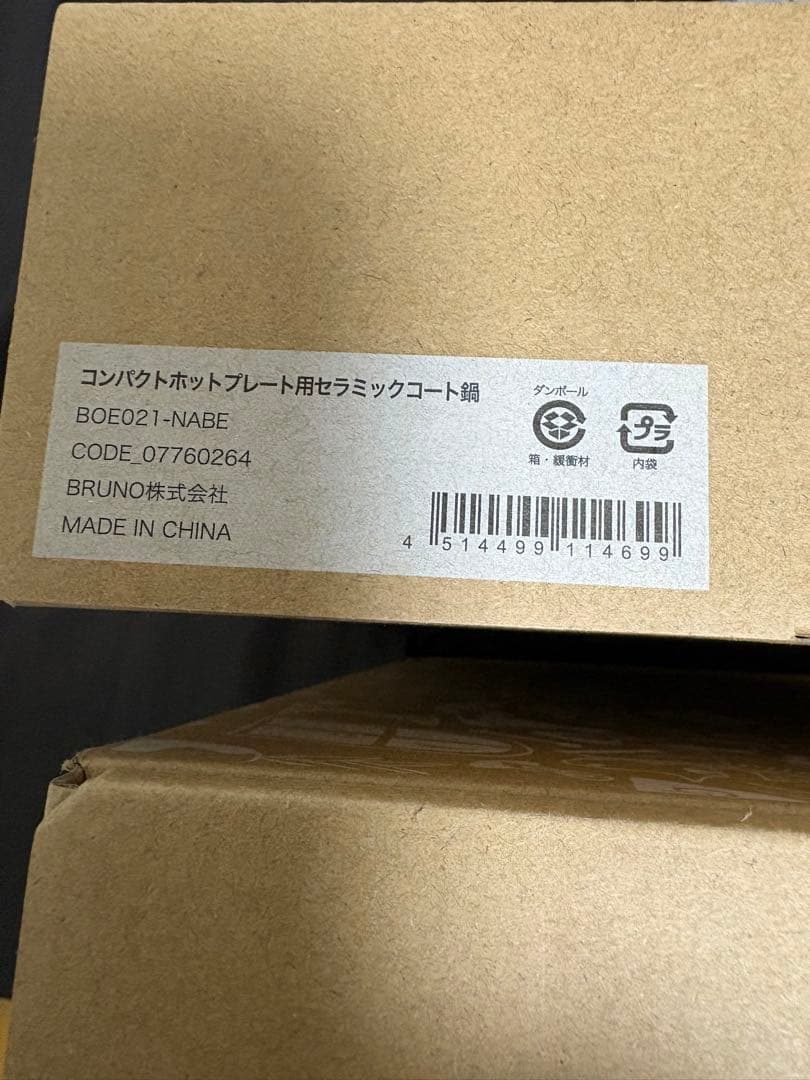 コンパクトホットプレート用セラミックコート鍋
BOE021-NABE
CODE_07760264
BRUNO株式会社
MADE IN CHINA
ダンボール
箱・緩衝材
プラ
内袋
4 514499 114699